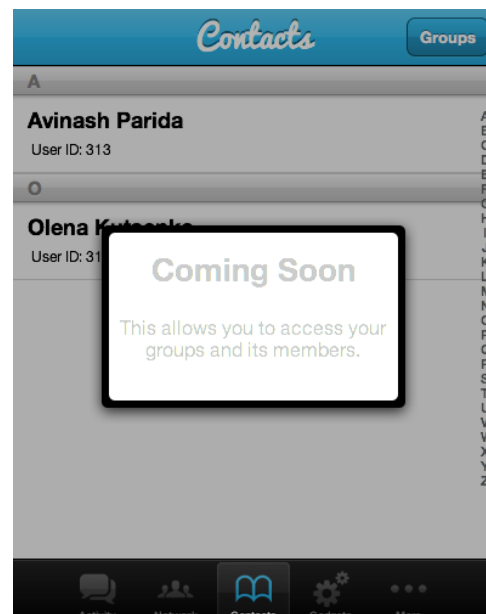 Contacts
Groups
A
Avinash Parida
User ID: 313
O
Olena
User ID: 31
Coming Soon
This allows you to access your
groups and its members.
A
B
C
D
E
F
G
H
I
J
K
L
M
N
O
P
Q
R
S
T
U
V
W
X
Y
Z
Contacts